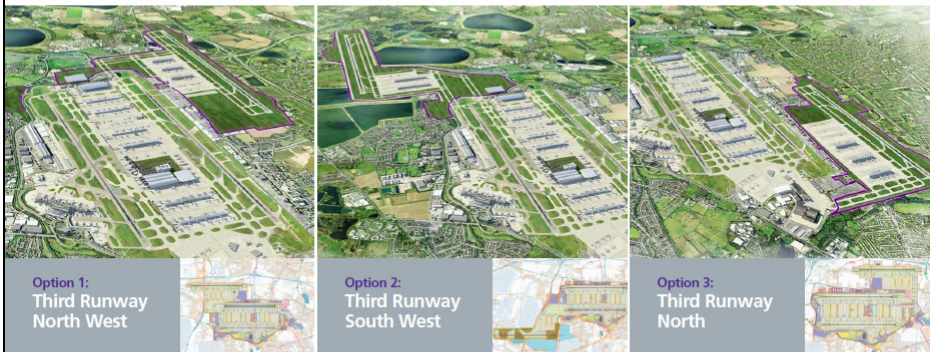 Option 1:
Third Runway
North West
Option 2:
Third Runway
South West
Option 3:
Third Runway
North